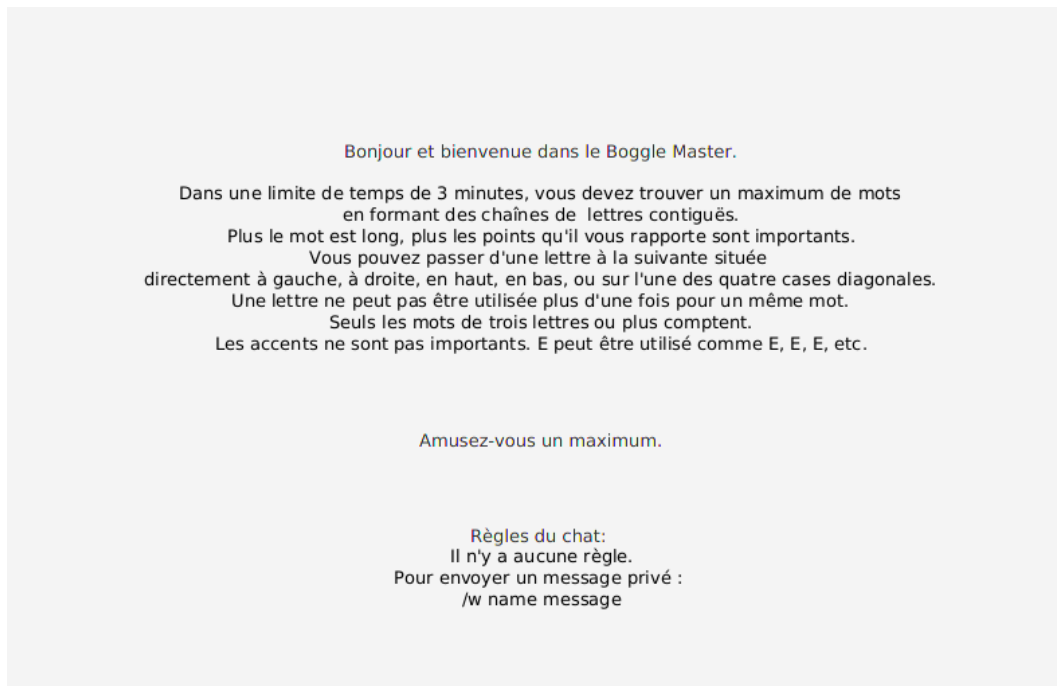 Bonjour et bienvenue dans le Boggle Master.
Dans une limite de temps de 3 minutes, vous devez trouver un maximum de mots
en formant des chaînes de  lettres contiguës.
Plus le mot est long, plus les points qu'il vous rapporte sont importants.
Vous pouvez passer d'une lettre à la suivante située
directement à gauche, à droite, en haut, en bas, ou sur l'une des quatre cases diagonales.
Une lettre ne peut pas être utilisée plus d'une fois pour un même mot.
Seuls les mots de trois lettres ou plus comptent.
Les accents ne sont pas importants. E peut être utilisé comme E, E, E, etc.
Amusez-vous un maximum.
Règles du chat:
Il n'y a aucune règle.
Pour envoyer un message privé :
/w name message